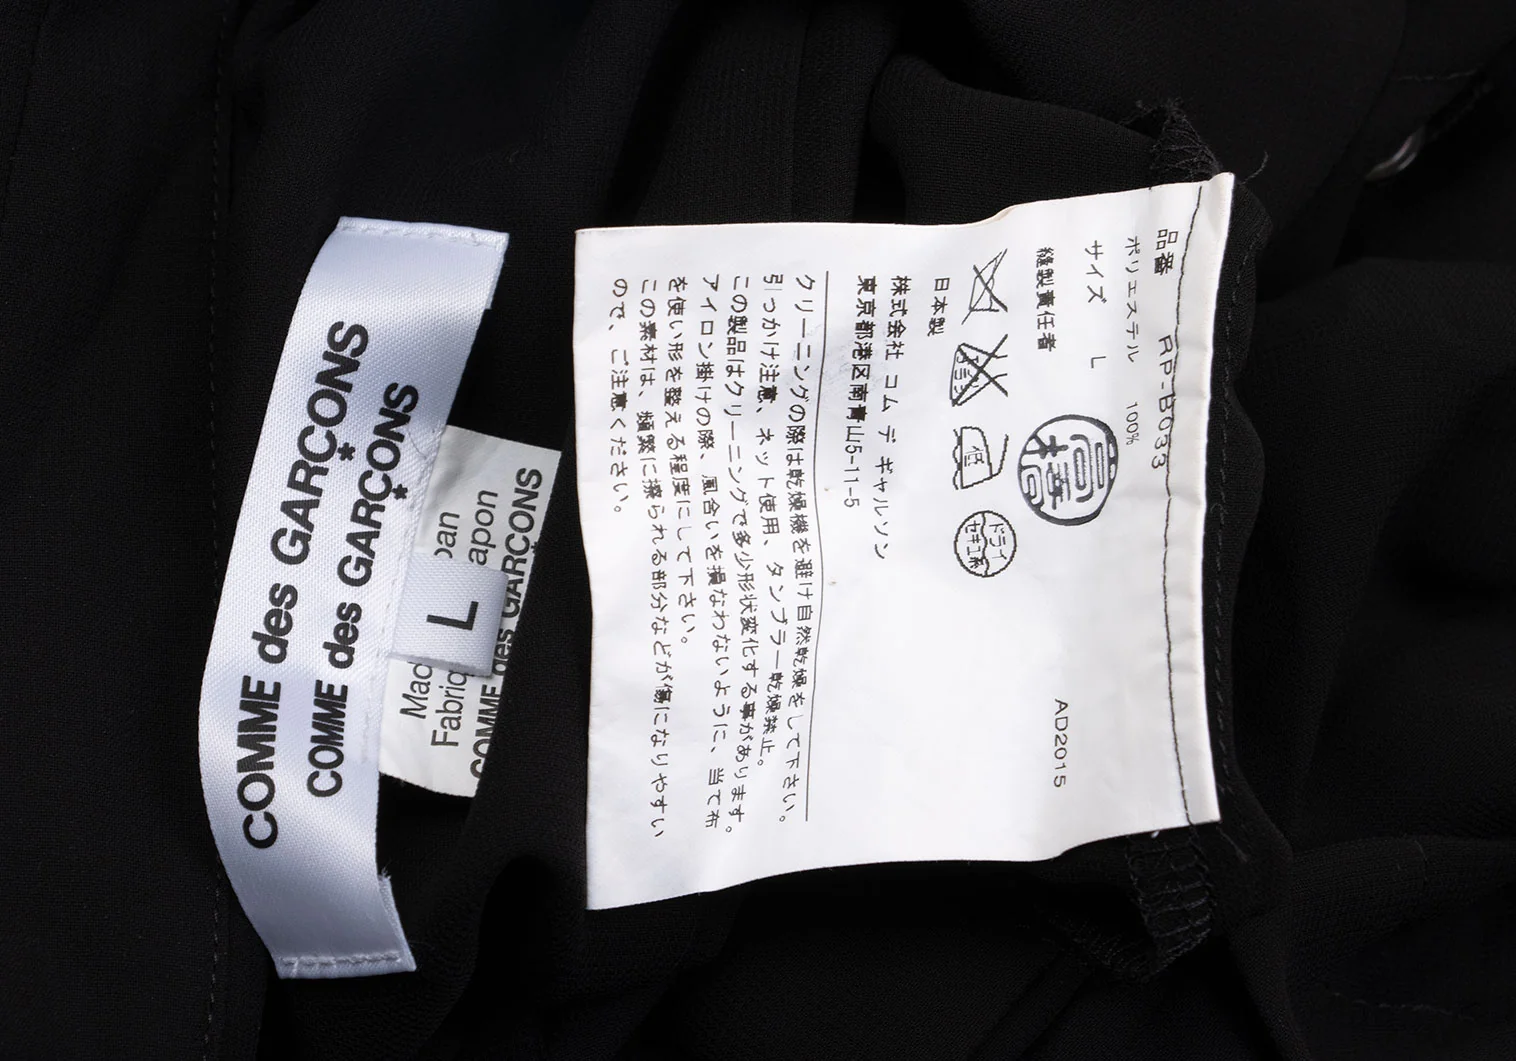 COMME des GARÇONS
COMME des GARÇONS
L
COMME des GARÇONS
品番 RP-B033
ポリエステル 100%
サイズ L
AD2015
縫製責任者
低
ドライ
セキユ系
日本製
株式会社 コム デ ギャルソン
東京都港区南青山5-11-5
クリーニングの際は乾燥機を避け自然乾燥をして下さい。
引っかけ注意、ネット使用、タンブラー乾燥禁止。
この製品はクリーニングで多少形状変化する事があります。
アイロン掛けの際、風合いを損なわないように、当て布
を使い形を整える程度にして下さい。
この素材は、頻繁に擦られる部分などが傷になりやすい
ので、ご注意ください。